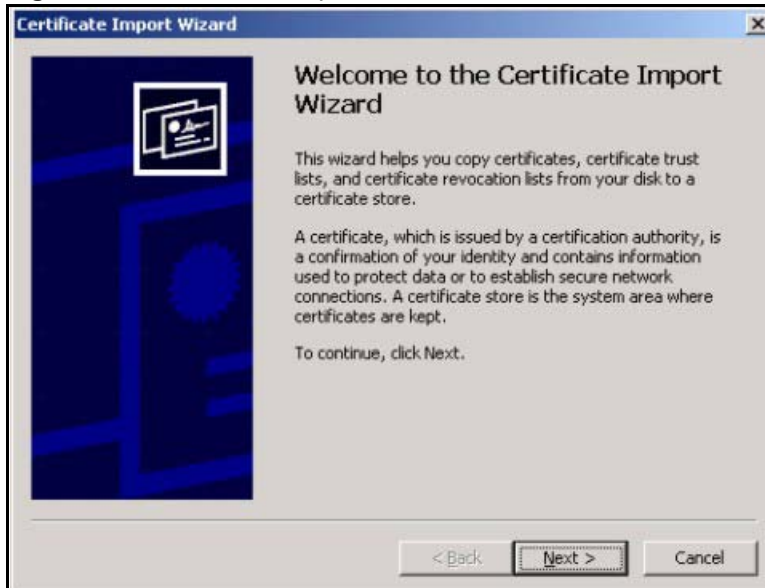 Certificate Import Wizard
Welcome to the Certificate Import
Wizard
This wizard helps you copy certificates, certificate trust
lists, and certificate revocation lists from your disk to a
certificate store.
A certificate, which is issued by a certification authority, is
a confirmation of your identity and contains information
used to protect data or to establish secure network
connections. A certificate store is the system area where
certificates are kept.
To continue, click Next.
< Back Next > Cancel